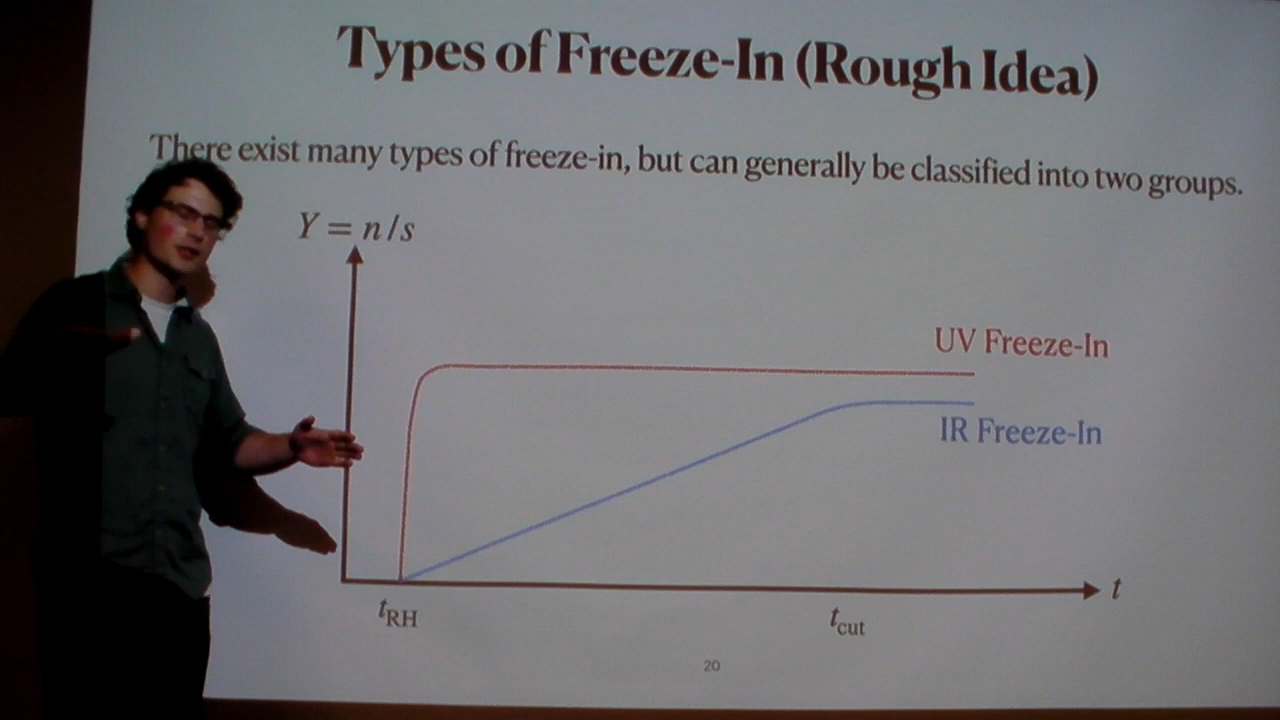 Types of Freeze-In (Rough Idea)
There exist many types of freeze-in, but can generally be classified into two groups.
Y = n/s
UV Freeze-In
IR Freeze-In
t
t_RH
t_cut
20